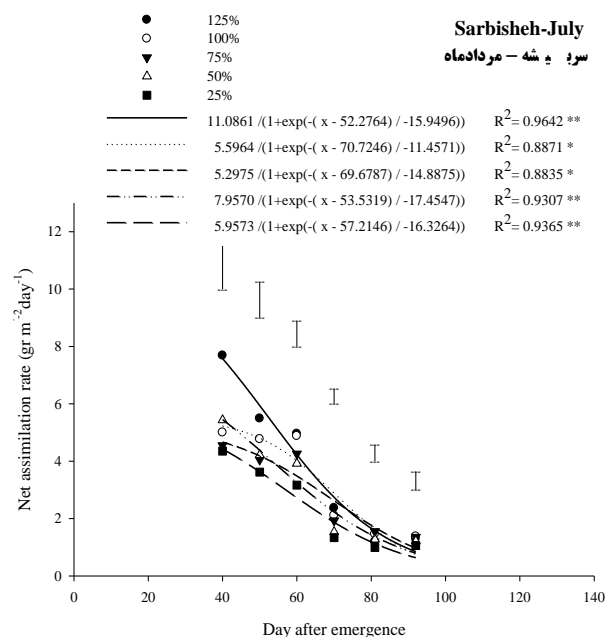 Sarbisheh-July
سربیشه – مردادماه
125%
100%
75%
50%
25%
11.0861 /(1+exp(-( x - 52.2764) / -15.9496)) R2= 0.9642 **
5.5964 /(1+exp(-( x - 70.7246) / -11.4571)) R2= 0.8871 *
5.2975 /(1+exp(-( x - 69.6787) / -14.8875)) R2= 0.8835 *
7.9570 /(1+exp(-( x - 53.5319) / -17.4547)) R2= 0.9307 **
5.9573 /(1+exp(-( x - 57.2146) / -16.3264)) R2= 0.9365 **
Net assimilation rate (gr m-2day-1)
12
10
8
6
4
2
0
0 20 40 60 80 100 120 140
Day after emergence